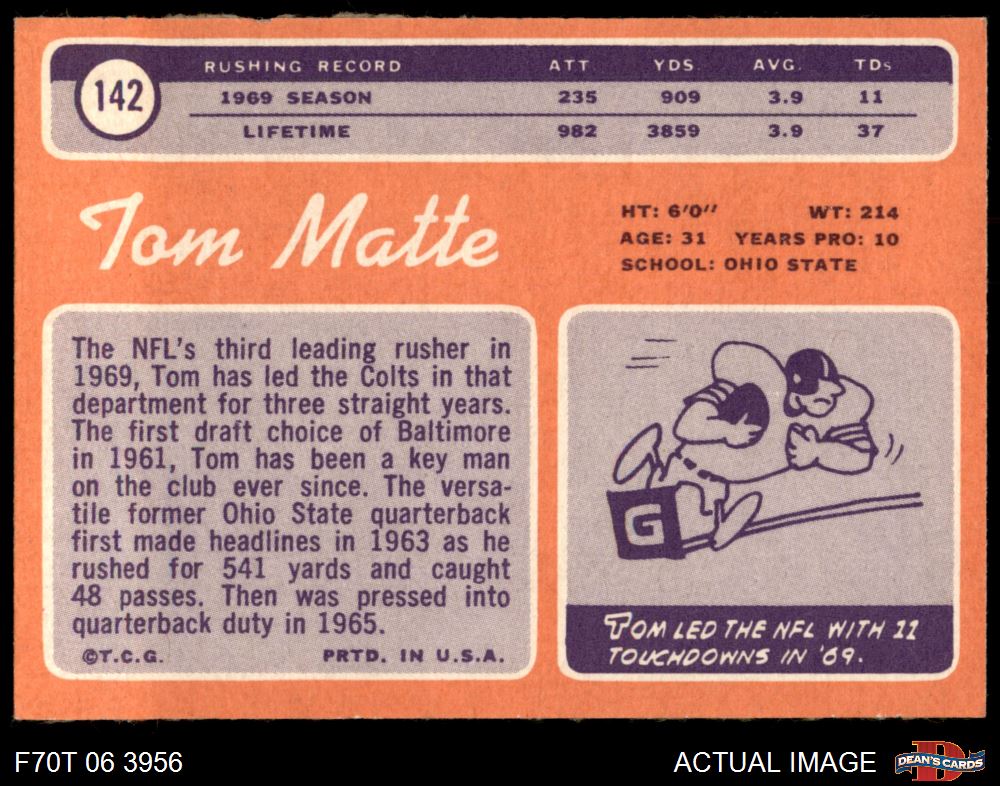 142
RUSHING RECORD ATT YDS. AVG. TDs
1969 SEASON 235 909 3.9 11
LIFETIME 982 3859 3.9 37
Tom Matte
HT: 6'0" WT: 214
AGE: 31 YEARS PRO: 10
SCHOOL: OHIO STATE
The NFL's third leading rusher in
1969, Tom has led the Colts in that
department for three straight years.
The first draft choice of Baltimore
in 1961, Tom has been a key man
on the club ever since. The versa-
tile former Ohio State quarterback
first made headlines in 1963 as he
rushed for 541 yards and caught
48 passes. Then was pressed into
quarterback duty in 1965.
©T.C.G. PRTD. IN U.S.A.
G
TOM LED THE NFL WITH 11
TOUCHDOWNS IN '69.
F70T 06 3956 ACTUAL IMAGE
D
DEAN'S CARDS